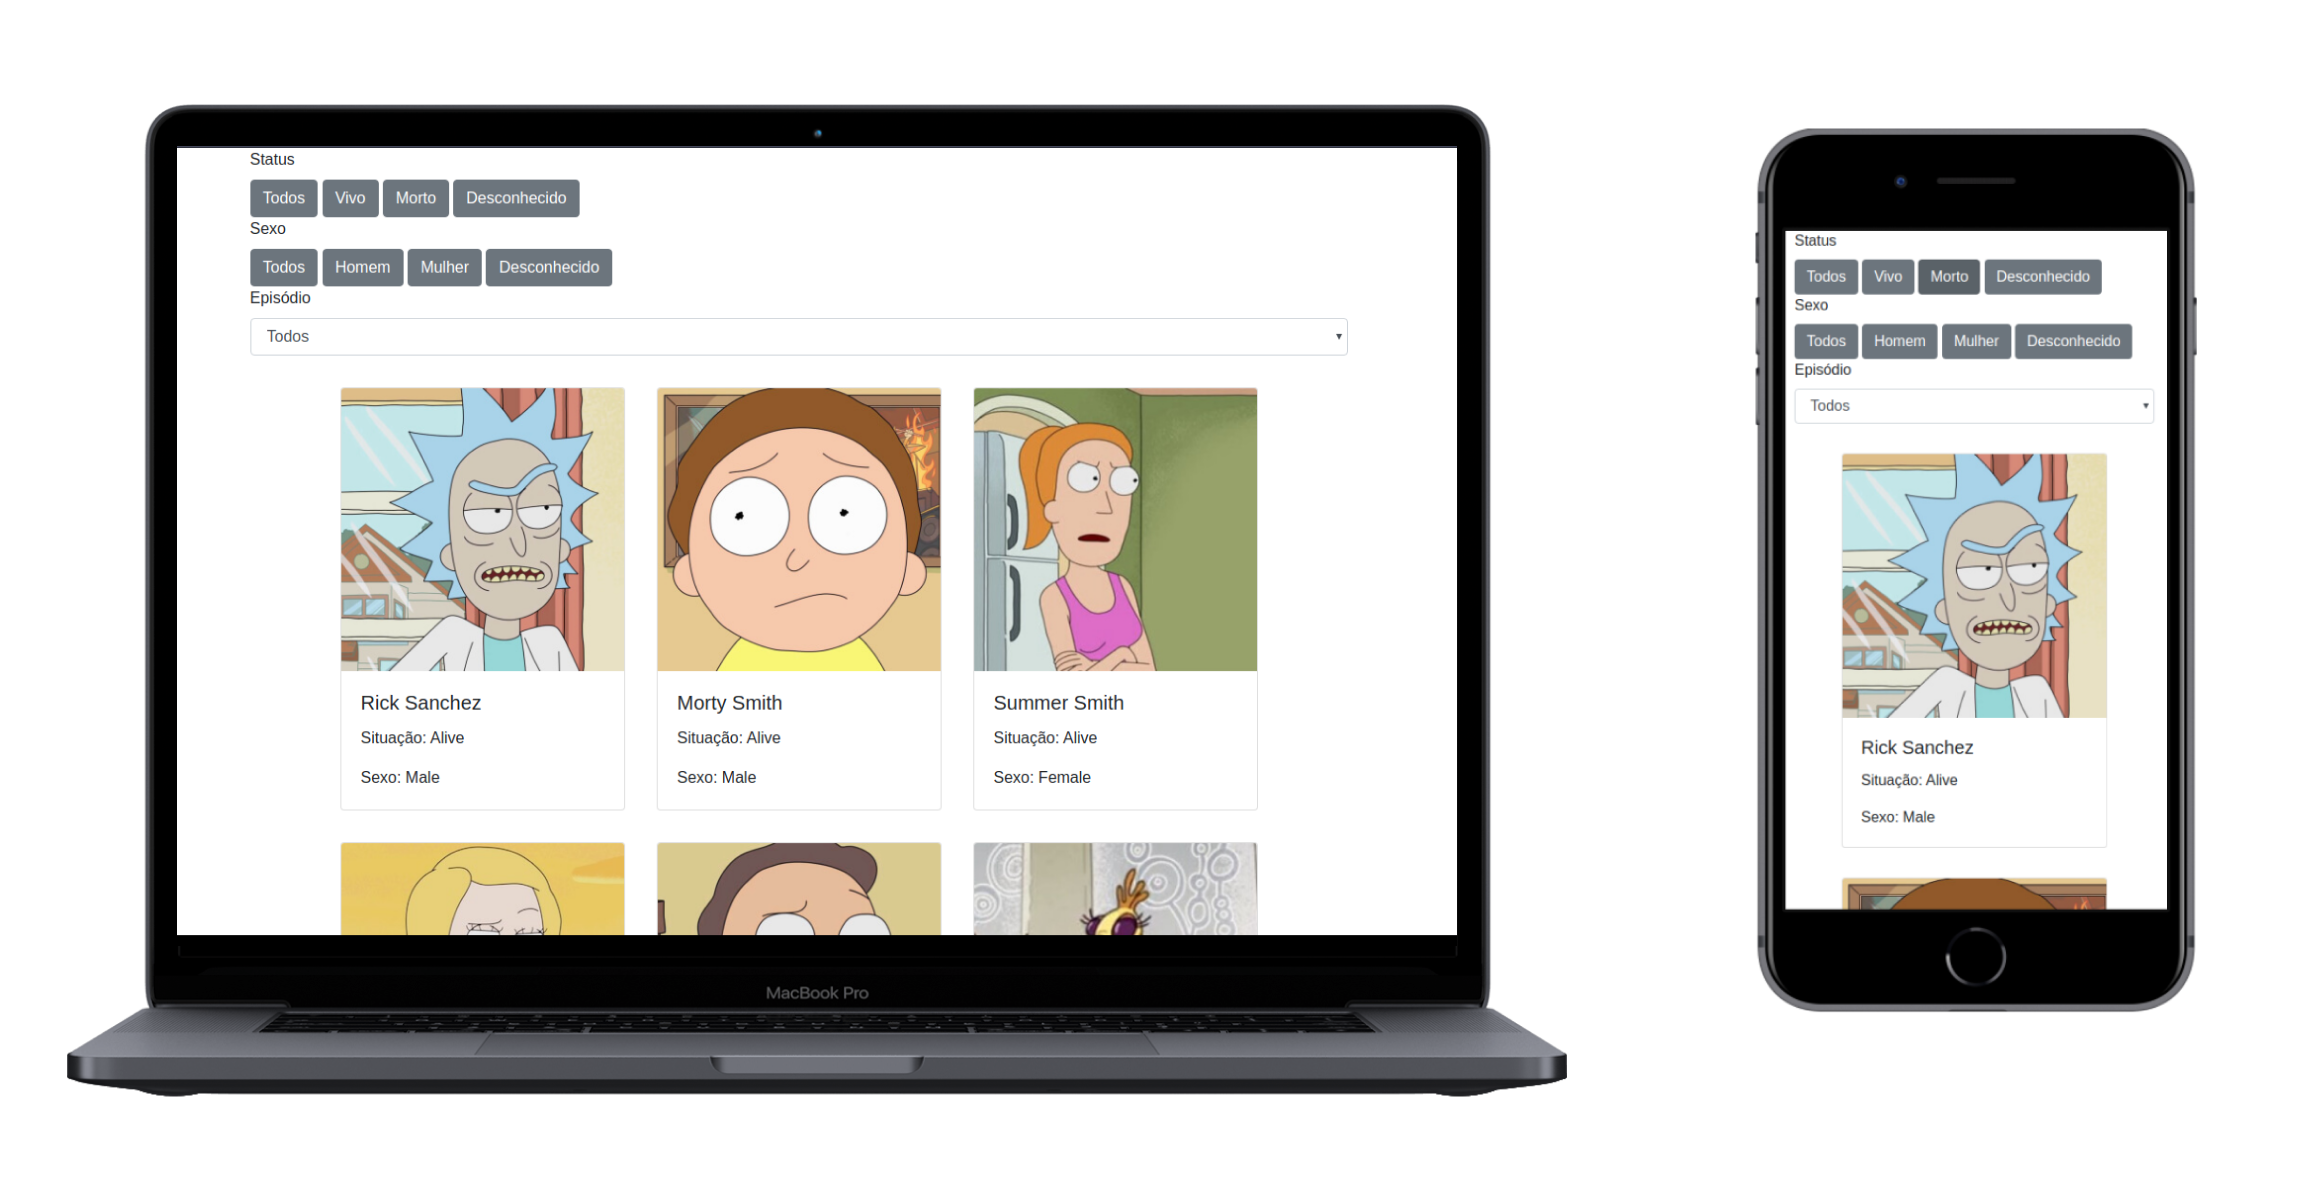 Status
Todos Vivo Morto Desconhecido
Sexo
Todos Homem Mulher Desconhecido
Episódio
Todos
Rick Sanchez
Situação: Alive
Sexo: Male
Morty Smith
Situação: Alive
Sexo: Male
Summer Smith
Situação: Alive
Sexo: Female
MacBook Pro
Status
Todos Vivo Morto Desconhecido
Sexo
Todos Homem Mulher Desconhecido
Episódio
Todos
Rick Sanchez
Situação: Alive
Sexo: Male